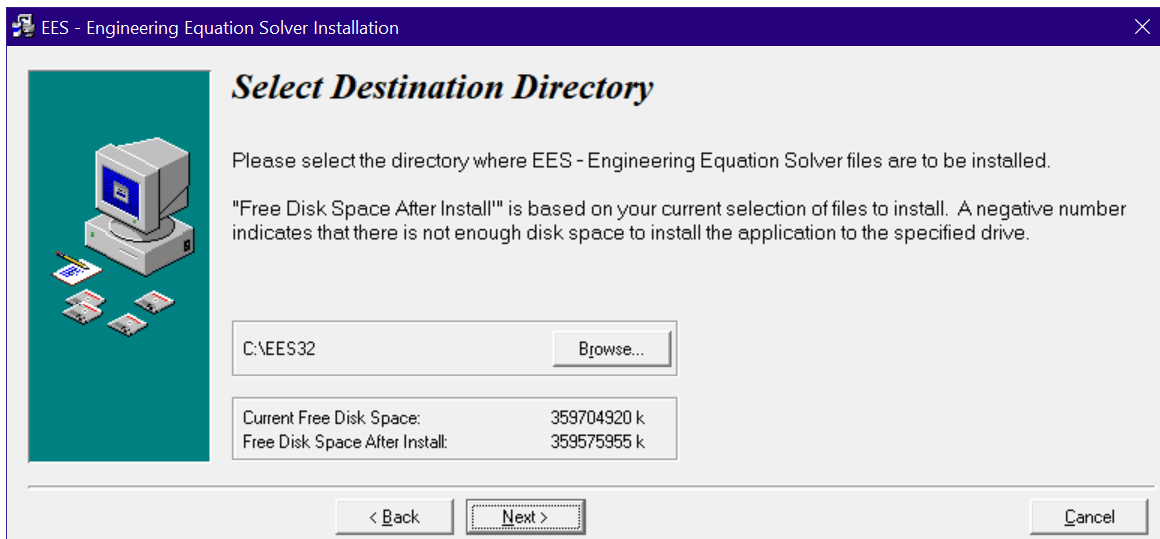 EES - Engineering Equation Solver Installation
Select Destination Directory
Please select the directory where EES - Engineering Equation Solver files are to be installed.
"Free Disk Space After Install'" is based on your current selection of files to install.  A negative number
indicates that there is not enough disk space to install the application to the specified drive.
C:\EES32 Browse...
Current Free Disk Space: 359704920 k
Free Disk Space After Install: 359575955 k
< Back Next > Cancel